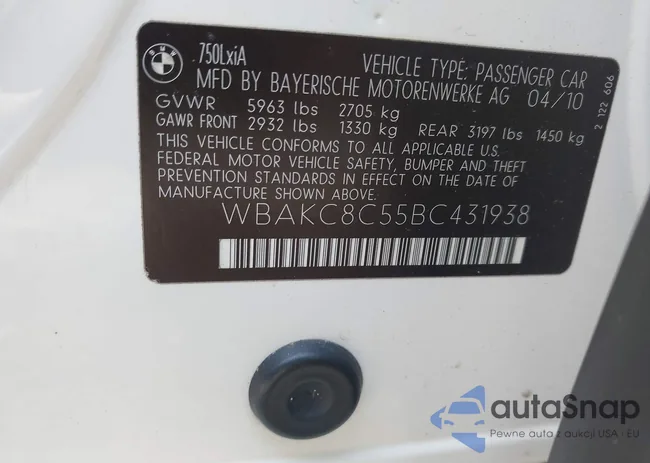 BMW
750LxiA
VEHICLE TYPE: PASSENGER CAR
MFD BY BAYERISCHE MOTORENWERKE AG 04/10
GVWR 5963 lbs 2705 kg
GAWR FRONT 2932 lbs 1330 kg REAR 3197 lbs 1450 kg
THIS VEHICLE CONFORMS TO ALL APPLICABLE U.S.
FEDERAL MOTOR VEHICLE SAFETY, BUMPER AND THEFT
PREVENTION STANDARDS IN EFFECT ON THE DATE OF
MANUFACTURE SHOWN ABOVE.
WBAKC8C55BC431938
2 122 606
autoSnap
Pewne auta z aukcji USA - EU